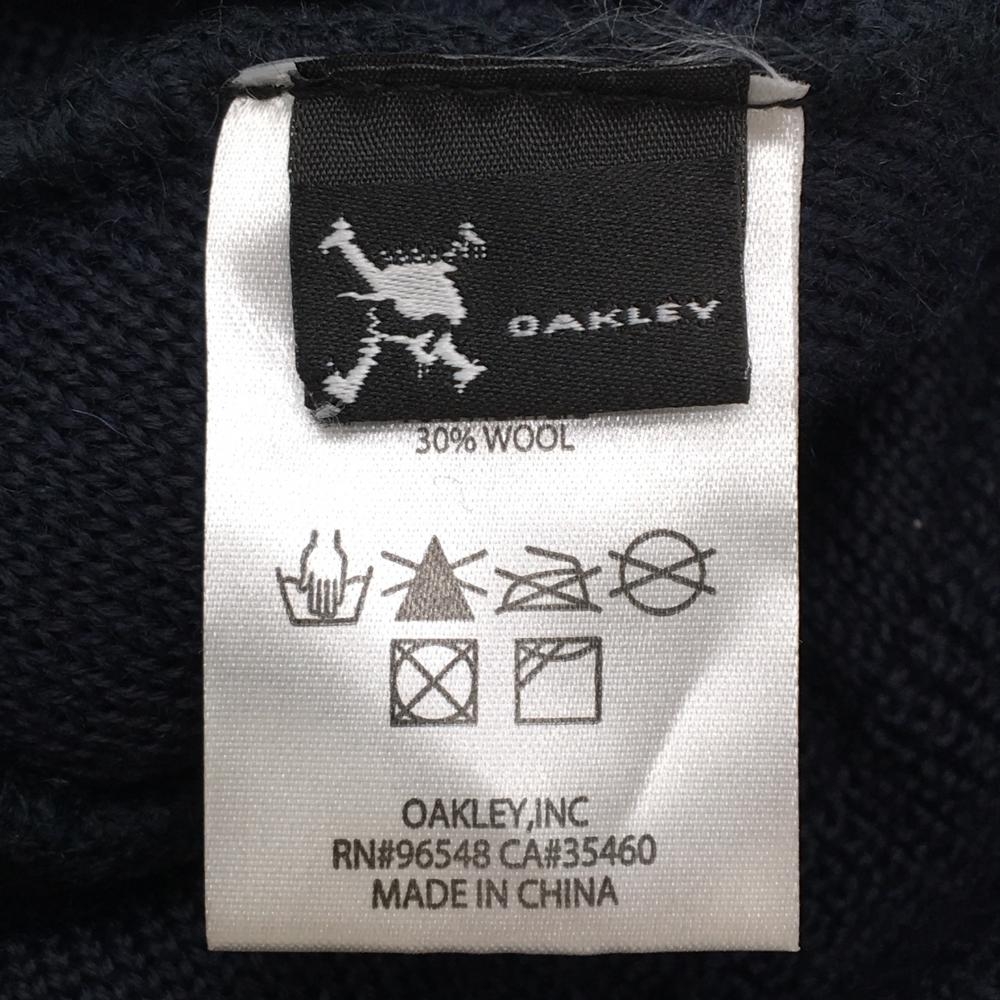 OAKLEY
30% WOOL
OAKLEY,INC
RN#96548 CA#35460
MADE IN CHINA